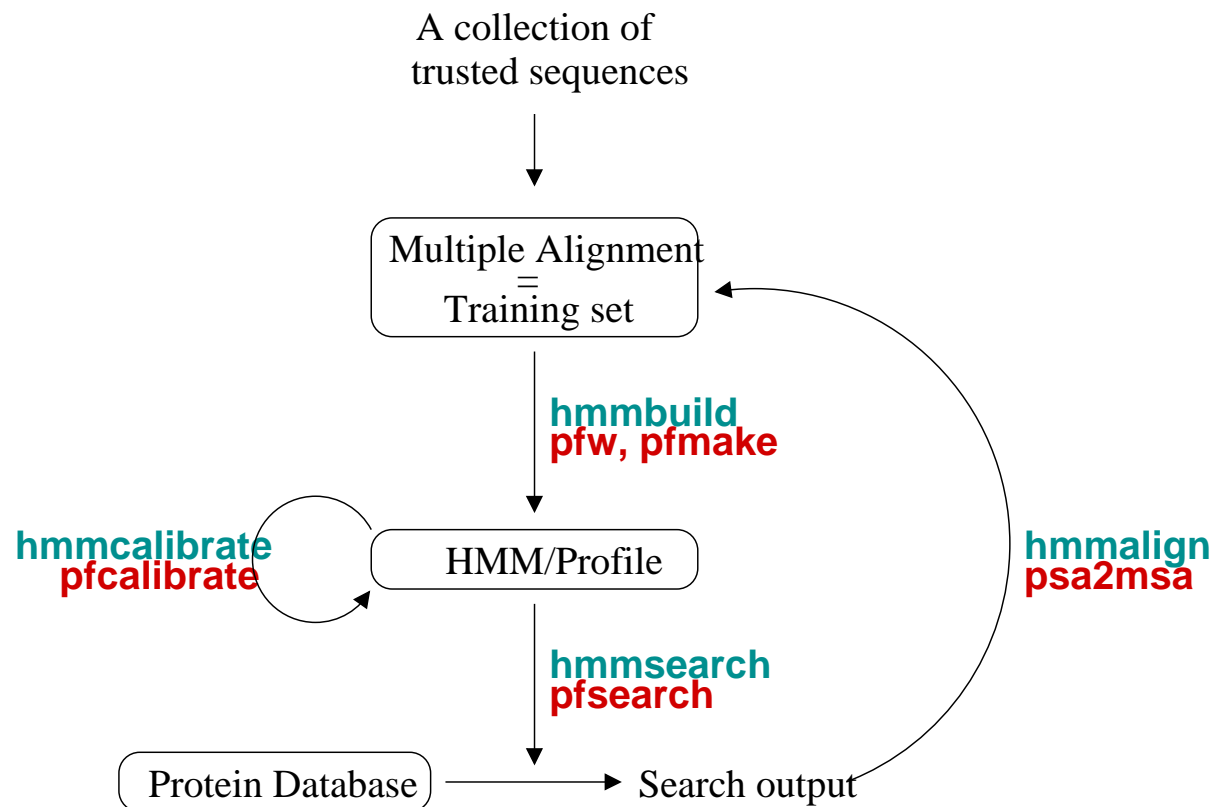 A collection of
trusted sequences
Multiple Alignment
=
Training set
hmmbuild
pfw, pfmake
hmmcalibrate
pfcalibrate
HMM/Profile
hmmalign
psa2msa
hmmsearch
pfsearch
Protein Database
Search output